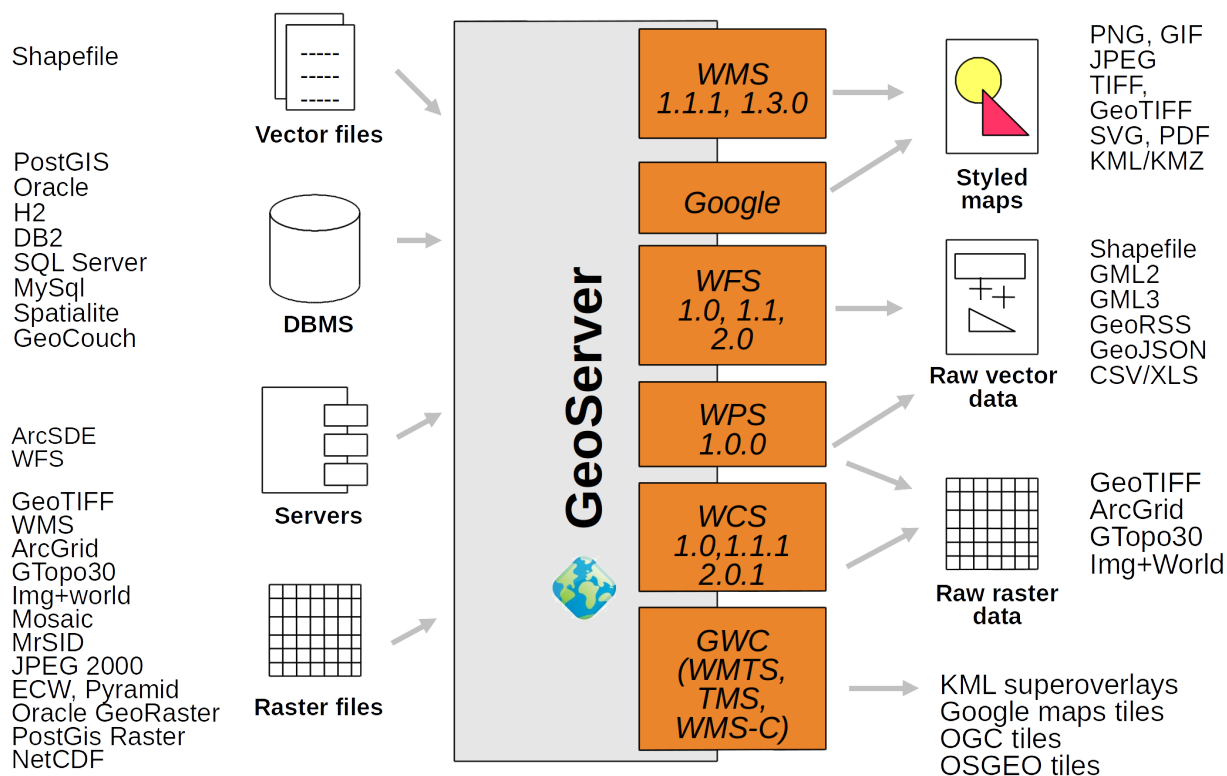 Shapefile
Vector files
PostGIS
Oracle
H2
DB2
SQL Server
MySql
Spatialite
GeoCouch
DBMS
ArcSDE
WFS
Servers
GeoTIFF
WMS
ArcGrid
GTopo30
Img+world
Mosaic
MrSID
JPEG 2000
ECW, Pyramid
Oracle GeoRaster
PostGis Raster
NetCDF
Raster files
GeoServer
WMS
1.1.1, 1.3.0
Google
WFS
1.0, 1.1,
2.0
WPS
1.0.0
WCS
1.0,1.1.1
2.0.1
GWC
(WMTS,
TMS,
WMS-C)
Styled
maps
PNG, GIF
JPEG
TIFF,
GeoTIFF
SVG, PDF
KML/KMZ
Raw vector
data
Shapefile
GML2
GML3
GeoRSS
GeoJSON
CSV/XLS
Raw raster
data
GeoTIFF
ArcGrid
GTopo30
Img+World
KML superoverlays
Google maps tiles
OGC tiles
OSGEO tiles